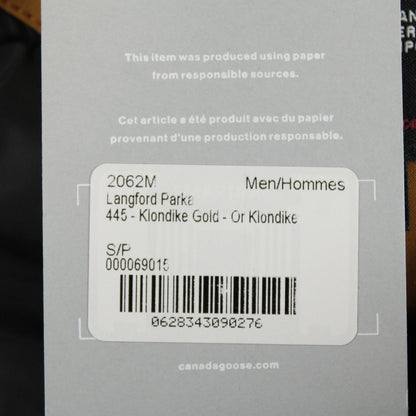 This item was produced using paper
from responsible sources.
Cet article a été produit avec du papier
provenant d'une production responsable.
2062M Men/Hommes
Langford Parka
445 - Klondike Gold - Or Klondike
S/P
000069015
0628343090276
canadagoose.com